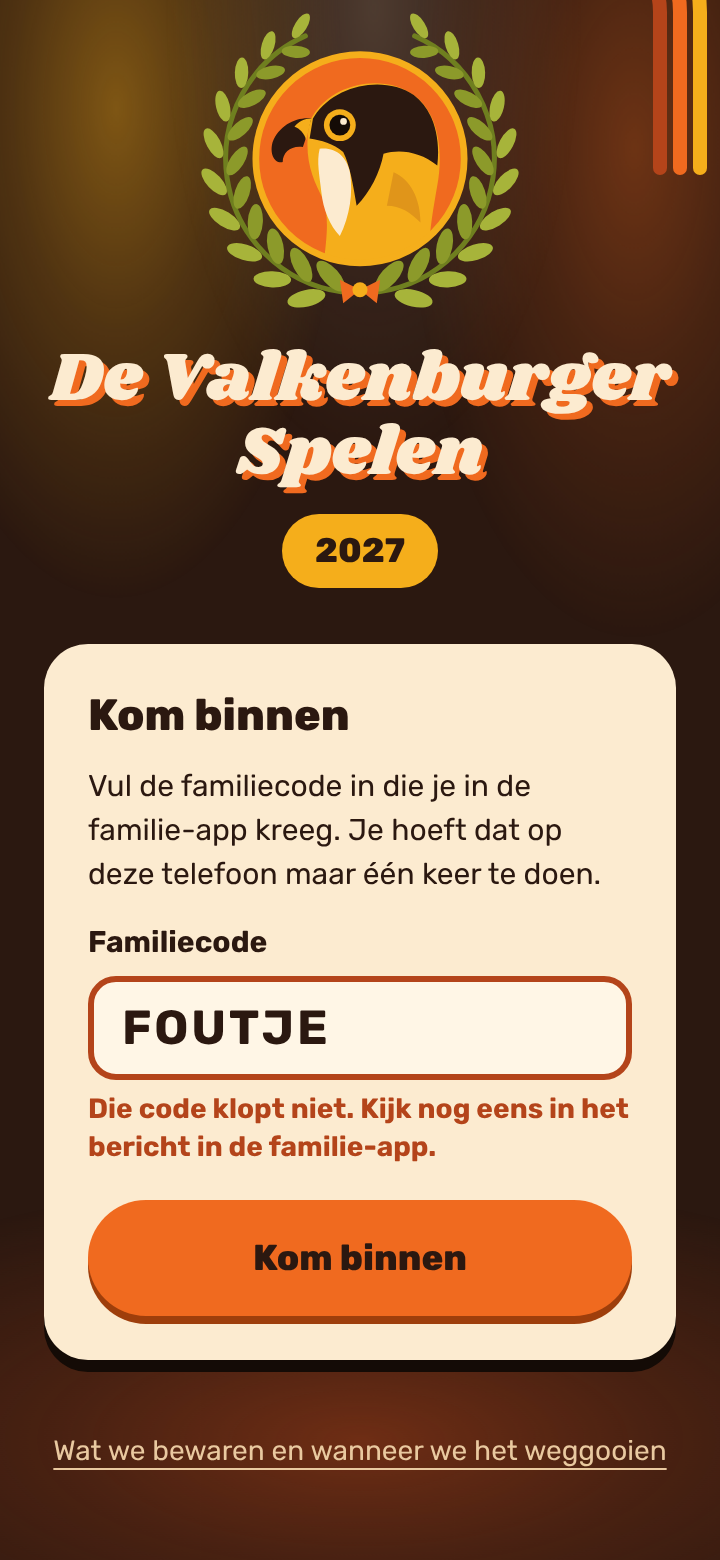 De Valkenburger
Spelen
2027
Kom binnen
Vul de familiecode in die je in de
familie-app kreeg. Je hoeft dat op
deze telefoon maar één keer te doen.
Familiecode
FOUTJE
Die code klopt niet. Kijk nog eens in het
bericht in de familie-app.
Kom binnen
Wat we bewaren en wanneer we het weggooien